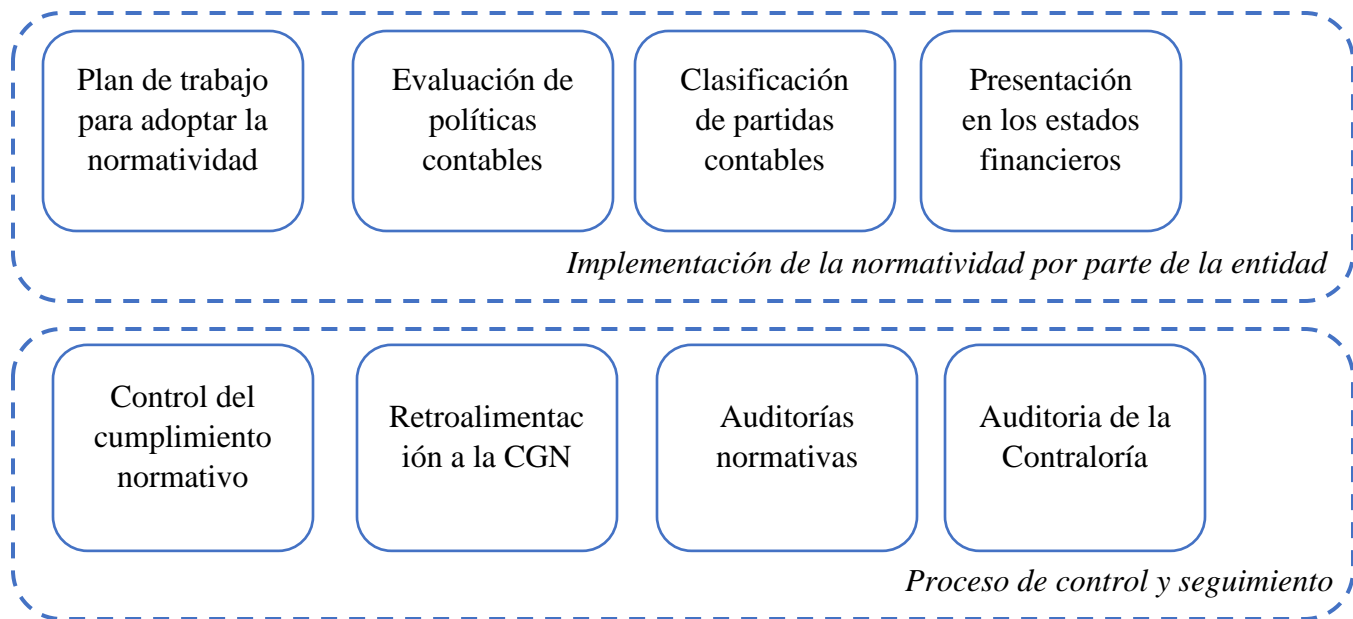 Plan de trabajo
para adoptar la
normatividad
Evaluación de
políticas
contables
Clasificación
de partidas
contables
Presentación
en los estados
financieros
Implementación de la normatividad por parte de la entidad
Control del
cumplimiento
normativo
Retroalimentac
ión a la CGN
Auditorías
normativas
Auditoria de la
Contraloría
Proceso de control y seguimiento